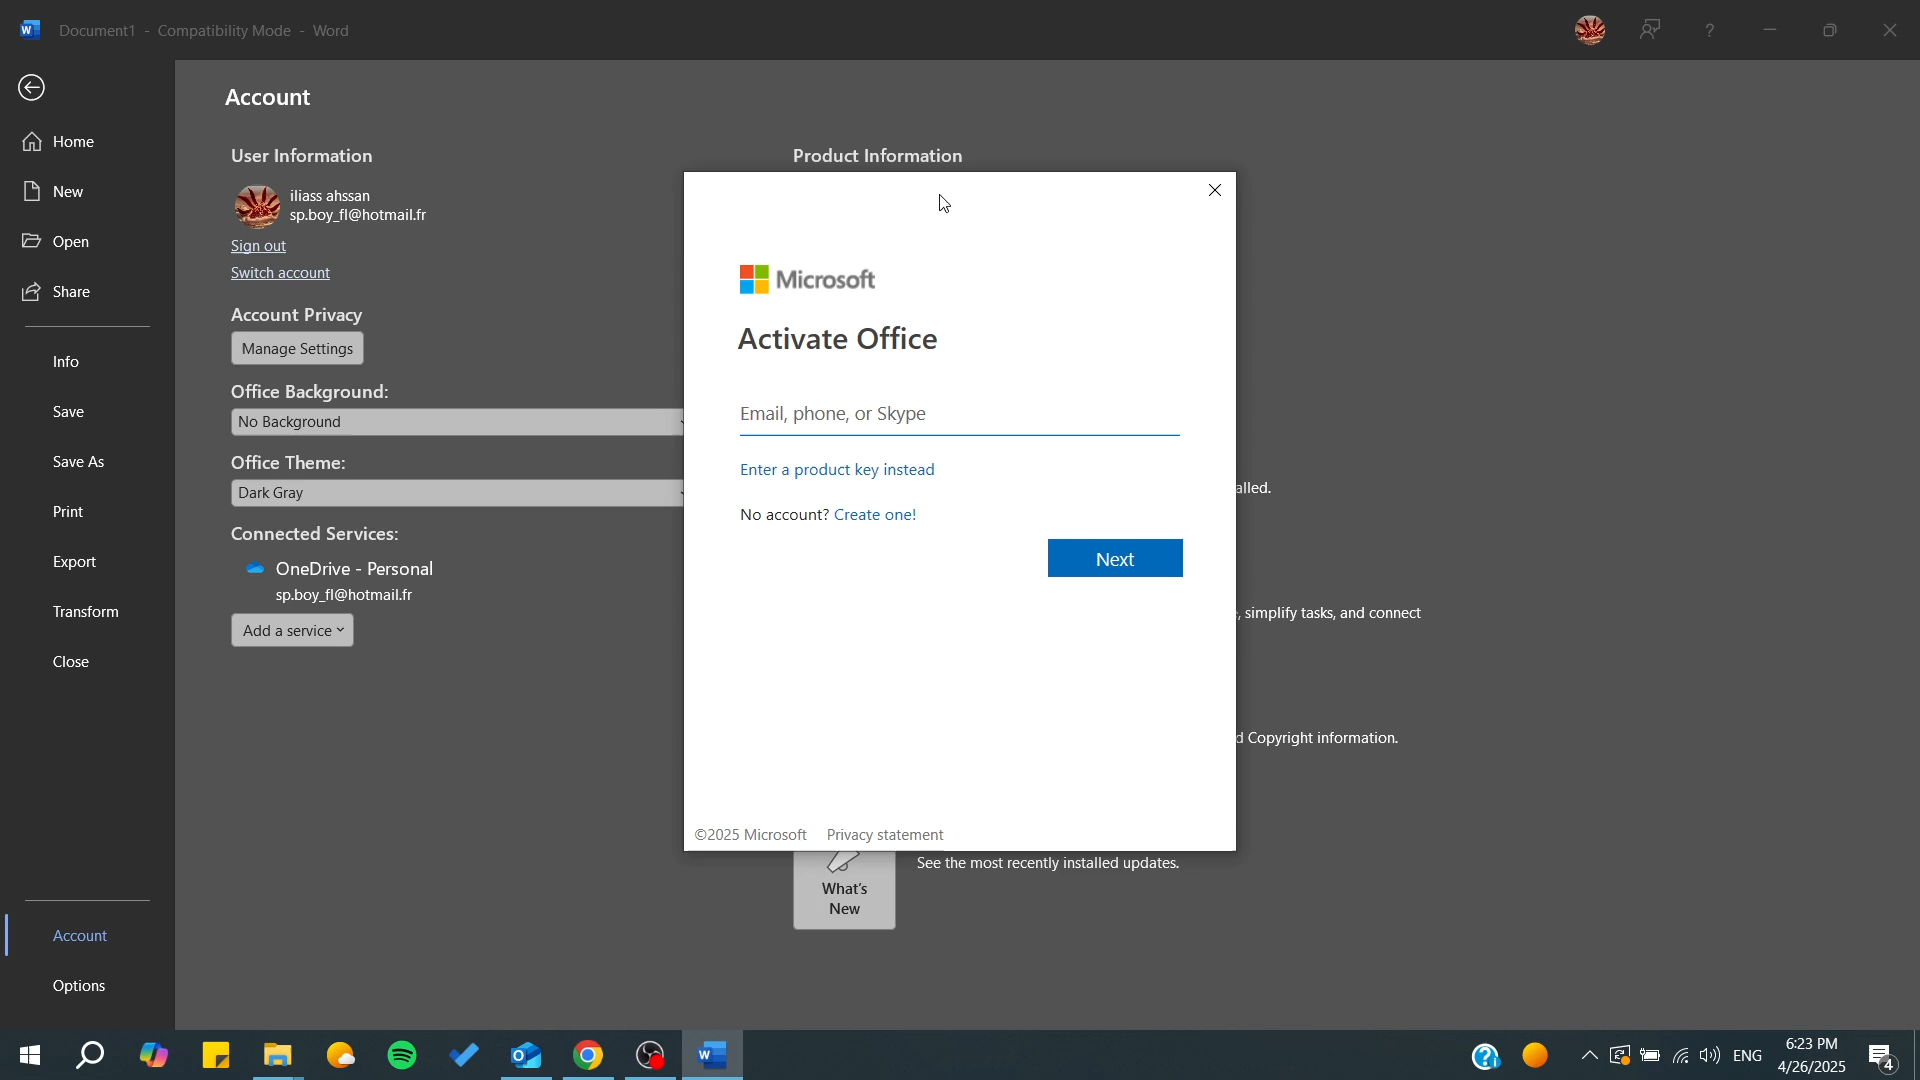 Document1 - Compatibility Mode - Word
?
Home
New
Open
Share
Info
Save
Save As
Print
Export
Transform
Close
Account
Options
Account
User Information
iliass ahssan
sp.boy_fl@hotmail.fr
Sign out
Switch account
Account Privacy
Manage Settings
Office Background:
No Background
Office Theme:
Dark Gray
Connected Services:
OneDrive - Personal
sp.boy_fl@hotmail.fr
Add a service
Product Information
Microsoft
Activate Office
Email, phone, or Skype
Enter a product key instead
No account? Create one!
Next
©2025 Microsoft Privacy statement
alled.
, simplify tasks, and connect
d Copyright information.
What's
New
See the most recently installed updates.
ENG
6:23 PM
4/26/2025
4